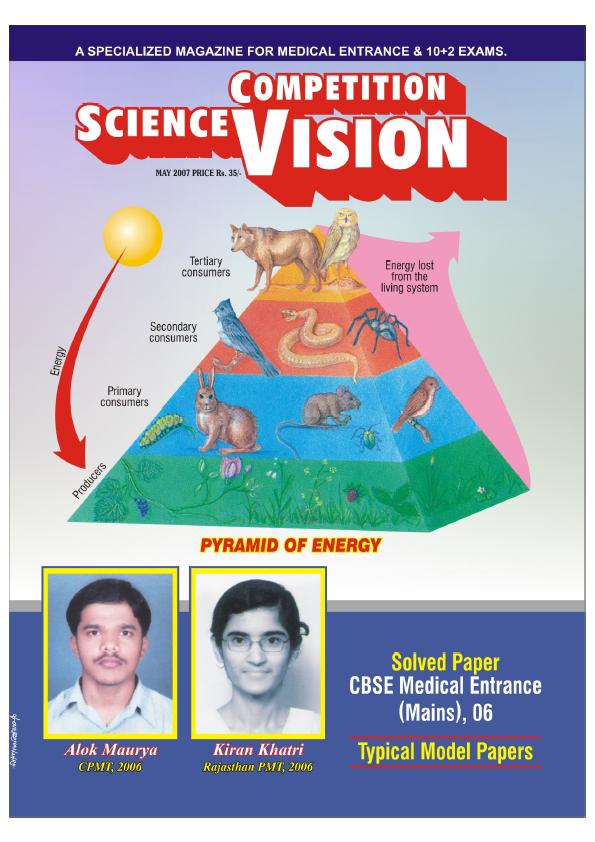 A SPECIALIZED MAGAZINE FOR MEDICAL ENTRANCE & 10+2 EXAMS.
COMPETITION
SCIENCE VISION
MAY 2007 PRICE Rs. 35/-
Tertiary
consumers
Energy lost
from the
living system
Secondary
consumers
Energy
Primary
consumers
Producers
PYRAMID OF ENERGY
Solved Paper
CBSE Medical Entrance
(Mains), 06
Typical Model Papers
Alok Maurya
CPMT, 2006
Kiran Khatri
Rajasthan PMT, 2006